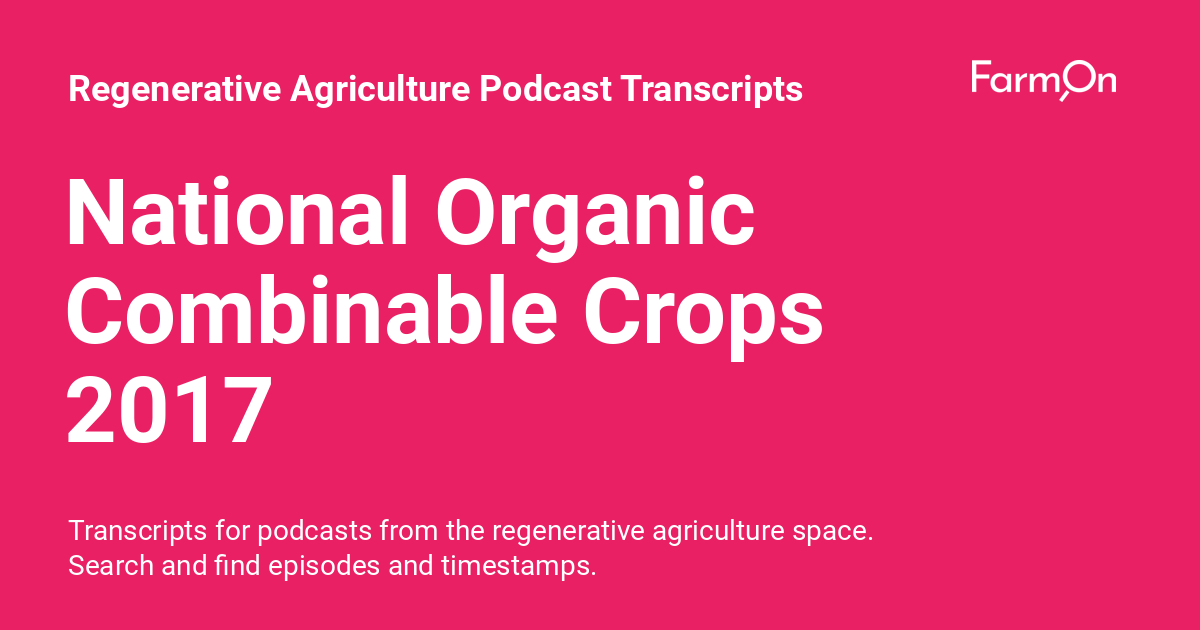 Regenerative Agriculture Podcast Transcripts
FarmOn
National Organic
Combinable Crops
2017
Transcripts for podcasts from the regenerative agriculture space.
Search and find episodes and timestamps.